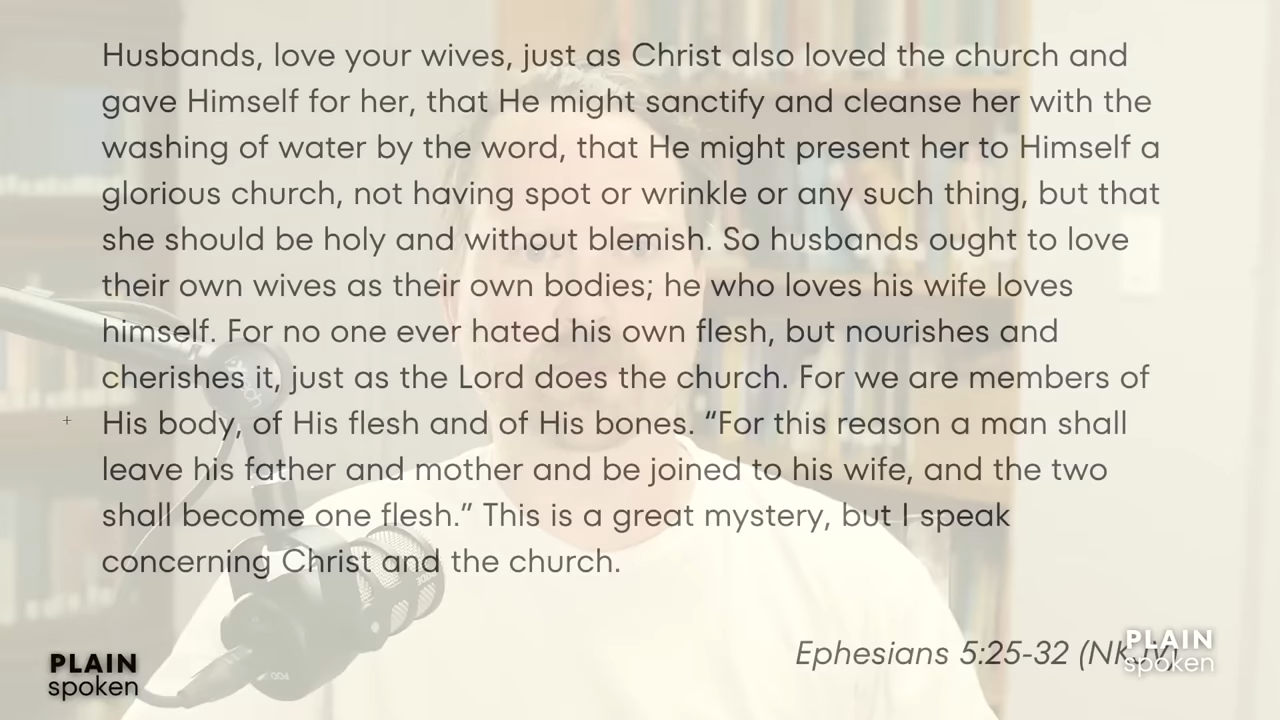 Husbands, love your wives, just as Christ also loved the church and
gave Himself for her, that He might sanctify and cleanse her with the
washing of water by the word, that He might present her to Himself a
glorious church, not having spot or wrinkle or any such thing, but that
she should be holy and without blemish. So husbands ought to love
their own wives as their own bodies; he who loves his wife loves
himself. For no one ever hated his own flesh, but nourishes and
cherishes it, just as the Lord does the church. For we are members of
His body, of His flesh and of His bones. “For this reason a man shall
leave his father and mother and be joined to his wife, and the two
shall become one flesh.” This is a great mystery, but I speak
concerning Christ and the church.
Ephesians 5:25-32 (NKJV)
PLAIN
spoken
PLAIN
spoken